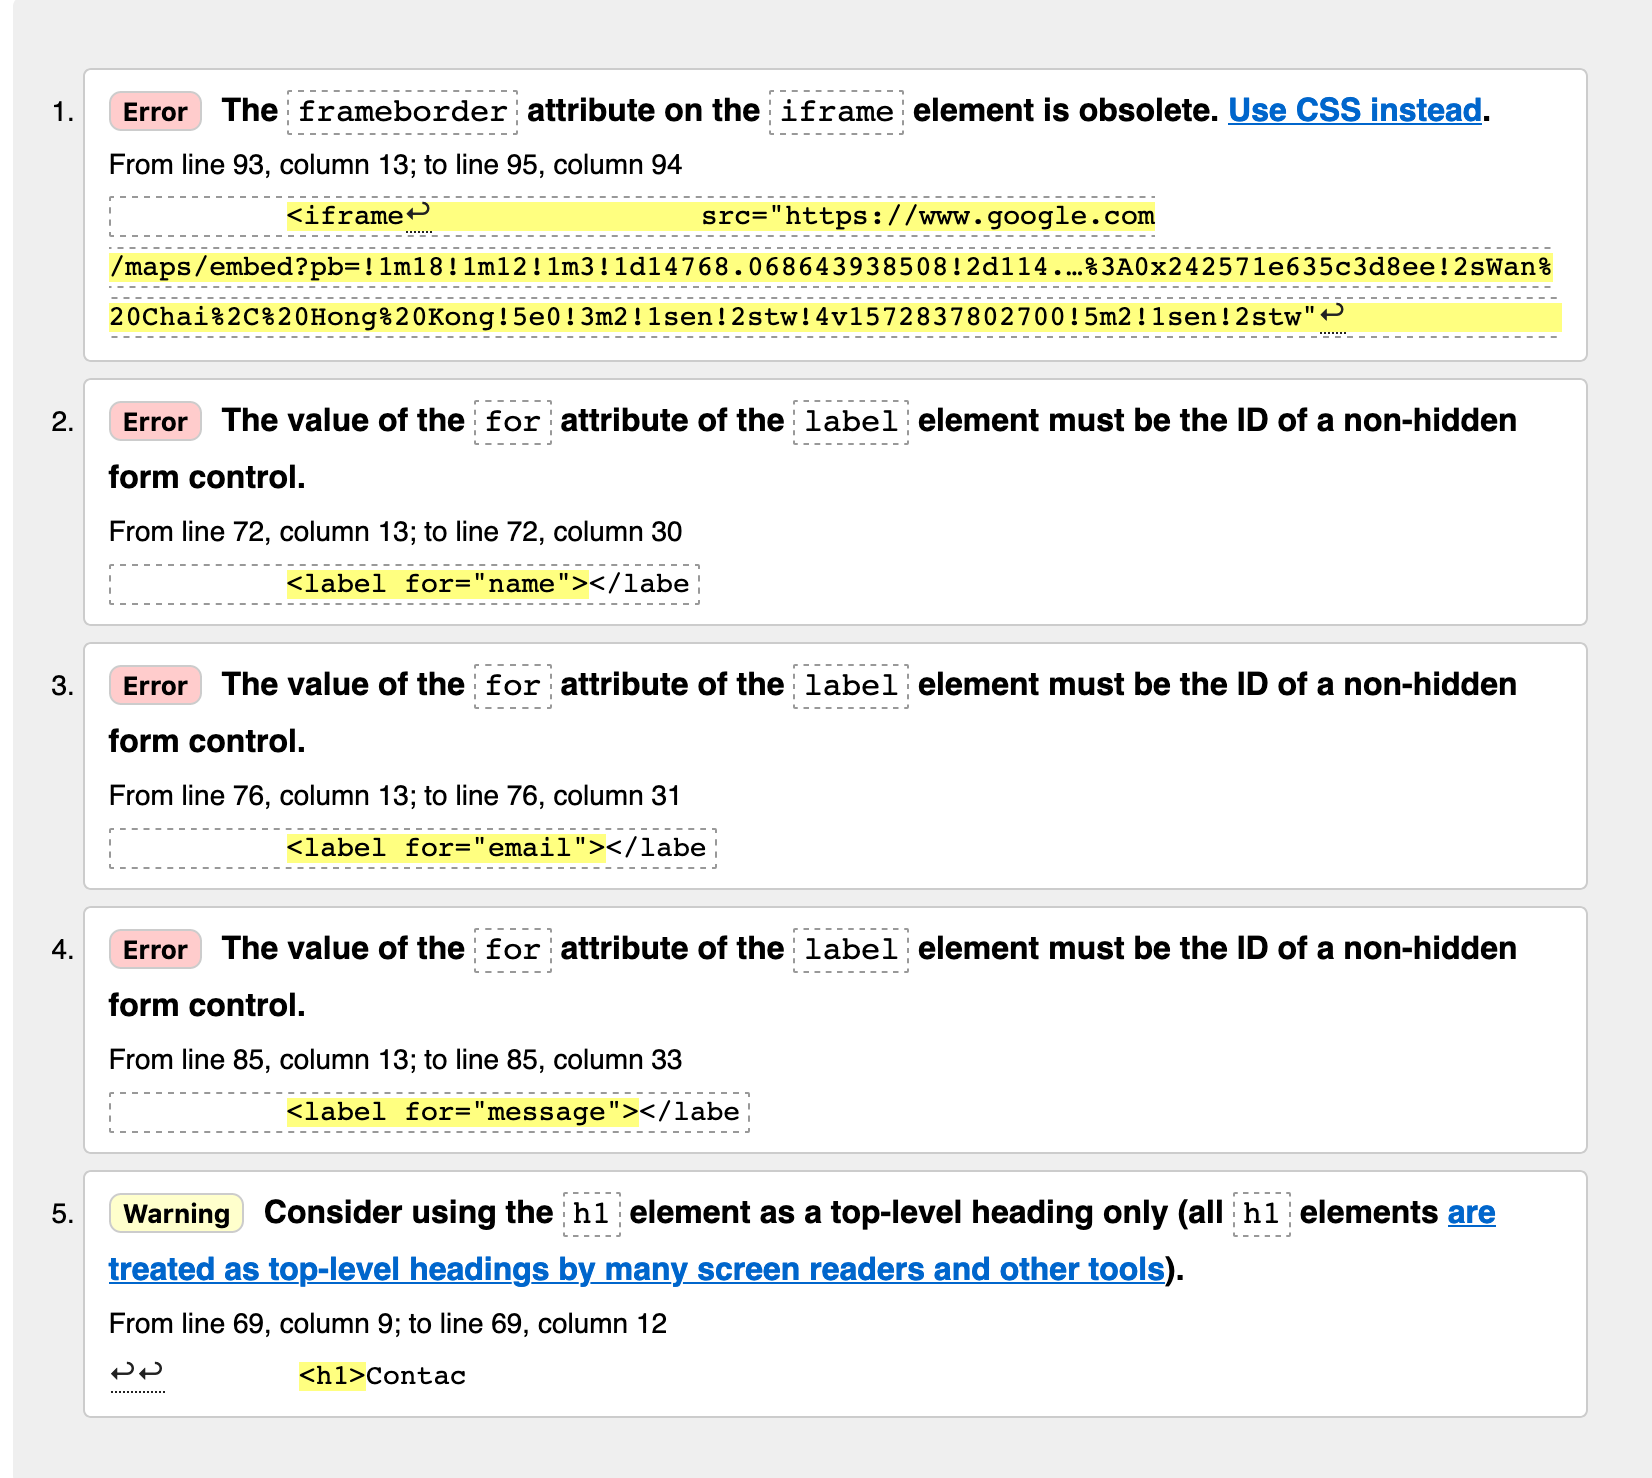 1. Error The frameborder attribute on the iframe element is obsolete. Use CSS instead.
From line 93, column 13; to line 95, column 94
<iframe↩ src="https://www.google.com
/maps/embed?pb=!1m18!1m12!1m3!1d14768.068643938508!2d114.…%3A0x242571e635c3d8ee!2sWan%
20Chai%2C%20Hong%20Kong!5e0!3m2!1sen!2stw!4v1572837802700!5m2!1sen!2stw"↩
2. Error The value of the for attribute of the label element must be the ID of a non-hidden
form control.
From line 72, column 13; to line 72, column 30
<label for="name"></labe
3. Error The value of the for attribute of the label element must be the ID of a non-hidden
form control.
From line 76, column 13; to line 76, column 31
<label for="email"></labe
4. Error The value of the for attribute of the label element must be the ID of a non-hidden
form control.
From line 85, column 13; to line 85, column 33
<label for="message"></labe
5. Warning Consider using the h1 element as a top-level heading only (all h1 elements are
treated as top-level headings by many screen readers and other tools).
From line 69, column 9; to line 69, column 12
↩↩ <h1>Contac